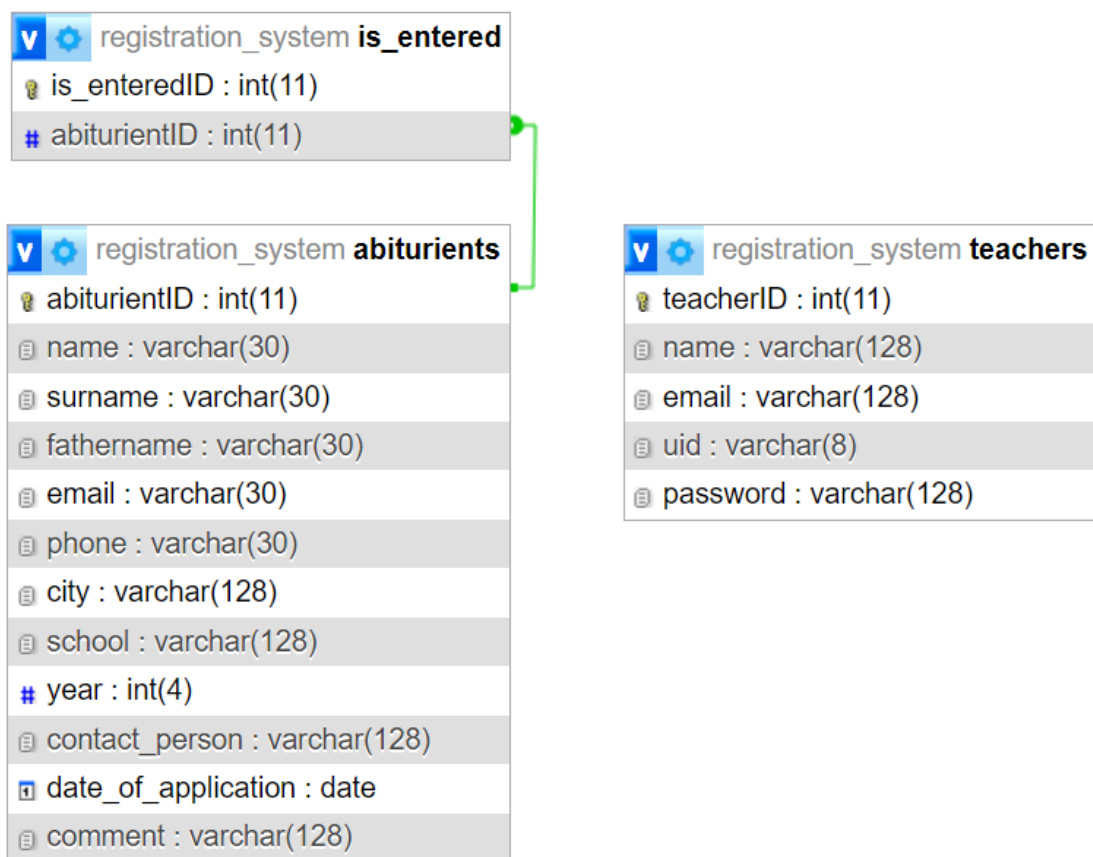 v registration_system is_entered
is_enteredID : int(11)
# abiturientID : int(11)
v registration_system abiturients
abiturientID : int(11)
name : varchar(30)
surname : varchar(30)
fathername : varchar(30)
email : varchar(30)
phone : varchar(30)
city : varchar(128)
school : varchar(128)
# year : int(4)
contact_person : varchar(128)
date_of_application : date
comment : varchar(128)
v registration_system teachers
teacherID : int(11)
name : varchar(128)
email : varchar(128)
uid : varchar(8)
password : varchar(128)